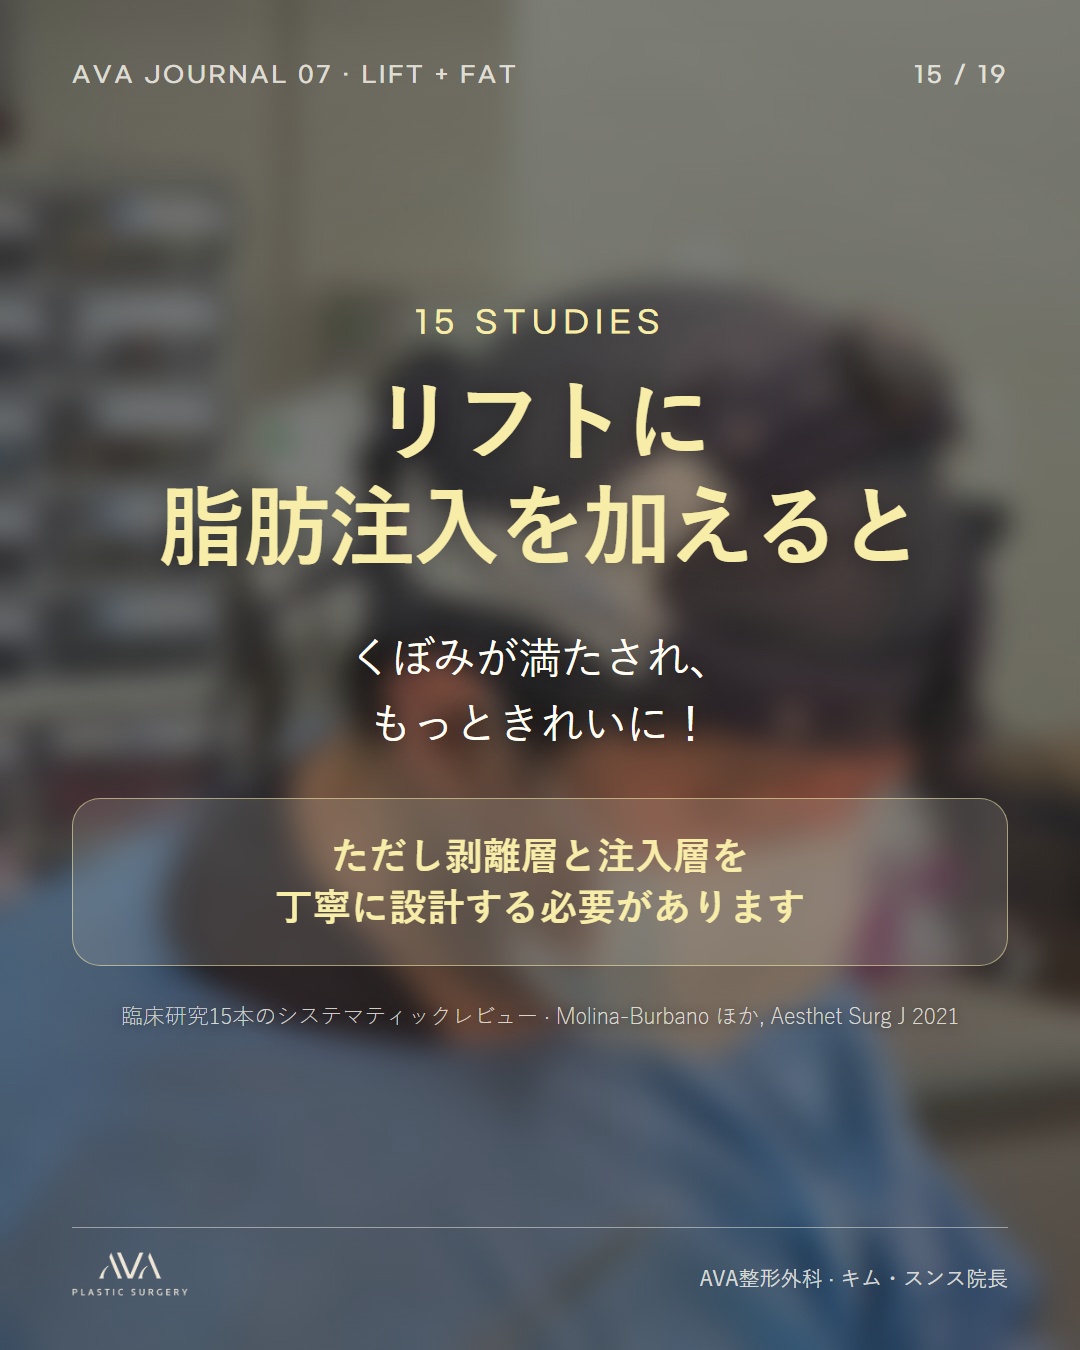 AVA JOURNAL 07 · LIFT + FAT
15 / 19
15 STUDIES
リフトに
脂肪注入を加えると
くぼみが満たされ、
もっときれいに！
ただし剥離層と注入層を
丁寧に設計する必要があります
臨床研究15本のシステマティックレビュー · Molina-Burbano ほか, Aesthet Surg J 2021
AVA
PLASTIC SURGERY
AVA整形外科 · キム・スンス院長